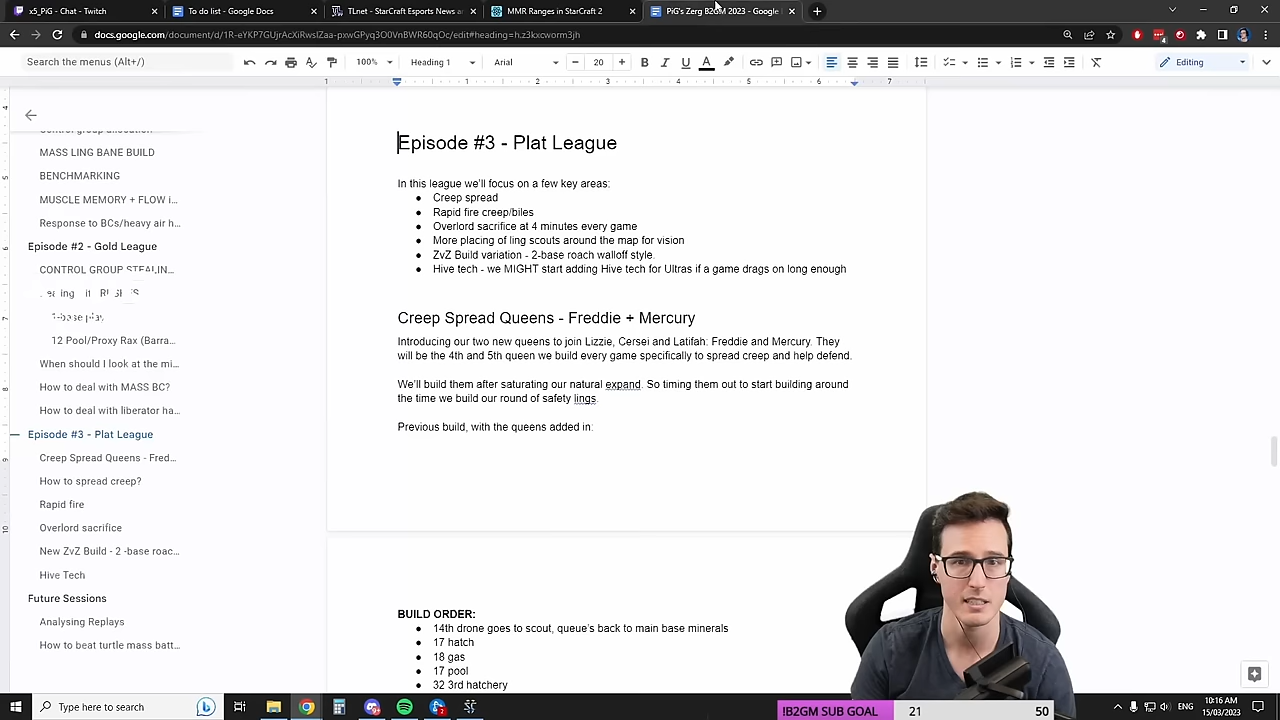 x5_PiG - Chat - Twitch
To do list - Google Docs
TLnet - StarCraft Esports News a
MMR Ranges in StarCraft 2
PiG's Zerg B2GM 2023 - Google
docs.google.com/document/d/1R-eYKP7GUjrAcXiRwsIZaa-pxwGPyq3O0VnBWR60qOc/edit#heading=h.z3kxcworm3jh
Search the menus (Alt+/)
100%
Heading 1
Arial
20
Editing
1 1 2 3 4 5 6 7
MASS LING BANE BUILD
BENCHMARKING
MUSCLE MEMORY + FLOW i...
Response to BCs/heavy air h...
Episode #2 - Gold League
CONTROL GROUP STEALIN...
12 Pool/Proxy Rax (Barra...
When should I look at the mi...
How to deal with MASS BC?
How to deal with liberator ha...
Episode #3 - Plat League
Creep Spread Queens - Fred...
How to spread creep?
Rapid fire
Overlord sacrifice
New ZvZ Build - 2 -base roac...
Hive Tech
Future Sessions
Analysing Replays
How to beat turtle mass batt...
Episode #3 - Plat League
In this league we'll focus on a few key areas:
● Creep spread
● Rapid fire creep/biles
● Overlord sacrifice at 4 minutes every game
● More placing of ling scouts around the map for vision
● ZvZ Build variation - 2-base roach walloff style.
● Hive tech - we MIGHT start adding Hive tech for Ultras if a game drags on long enough
Creep Spread Queens - Freddie + Mercury
Introducing our two new queens to join Lizzie, Cersei and Latifah: Freddie and Mercury. They
will be the 4th and 5th queen we build every game specifically to spread creep and help defend.
We'll build them after saturating our natural expand. So timing them out to start building around
the time we build our round of safety lings.
Previous build, with the queens added in:
BUILD ORDER:
● 14th drone goes to scout, queue's back to main base minerals
● 17 hatch
● 18 gas
● 17 pool
● 32 3rd hatchery
Type here to search
!B2GM SUB GOAL 21 50
ENG
10:16 AM
15/03/2023